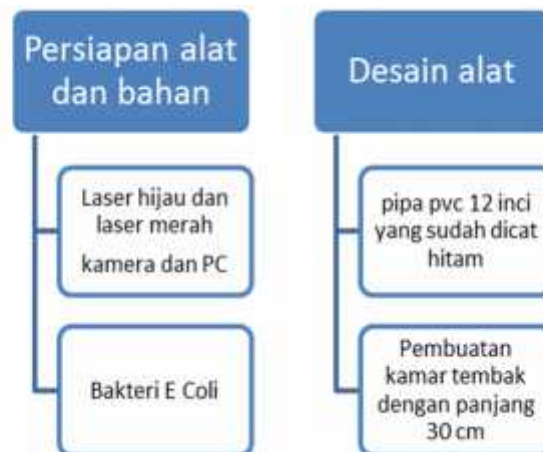 Persiapan alat
dan bahan
Laser hijau dan
laser merah
kamera dan PC
Bakteri E Coli
Desain alat
pipa pvc 12 inci
yang sudah dicat
hitam
Pembuatan
kamar tembak
dengan panjang
30 cm